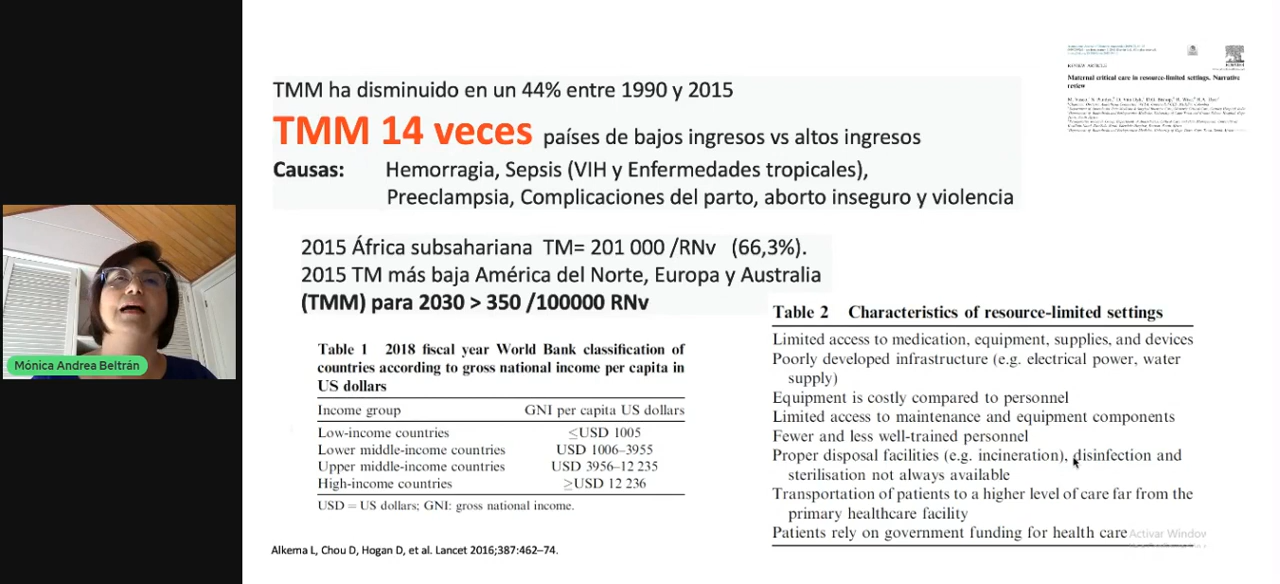 TMM ha disminuido en un 44% entre 1990 y 2015
TMM 14 veces países de bajos ingresos vs altos ingresos
Causas: Hemorragia, Sepsis (VIH y Enfermedades tropicales),
Preeclampsia, Complicaciones del parto, aborto inseguro y violencia
2015 África subsahariana TM= 201 000 /RNv (66,3%).
2015 TM más baja América del Norte, Europa y Australia
(TMM) para 2030 > 350 /100000 RNv
Table 1 2018 fiscal year World Bank classification of
countries according to gross national income per capita in
US dollars
Income group GNI per capita US dollars
Low-income countries ≤USD 1005
Lower middle-income countries USD 1006–3955
Upper middle-income countries USD 3956–12 235
High-income countries ≥USD 12 236
USD = US dollars; GNI: gross national income.
Alkema L, Chou D, Hogan D, et al. Lancet 2016;387:462–74.
REVIEW ARTICLE
Maternal critical care in resource-limited settings. Narrative
review
Table 2 Characteristics of resource-limited settings
Limited access to medication, equipment, supplies, and devices
Poorly developed infrastructure (e.g. electrical power, water
supply)
Equipment is costly compared to personnel
Limited access to maintenance and equipment components
Fewer and less well-trained personnel
Proper disposal facilities (e.g. incineration), disinfection and
sterilisation not always available
Transportation of patients to a higher level of care far from the
primary healthcare facility
Patients rely on government funding for health care
Activar Window
Mónica Andrea Beltrán